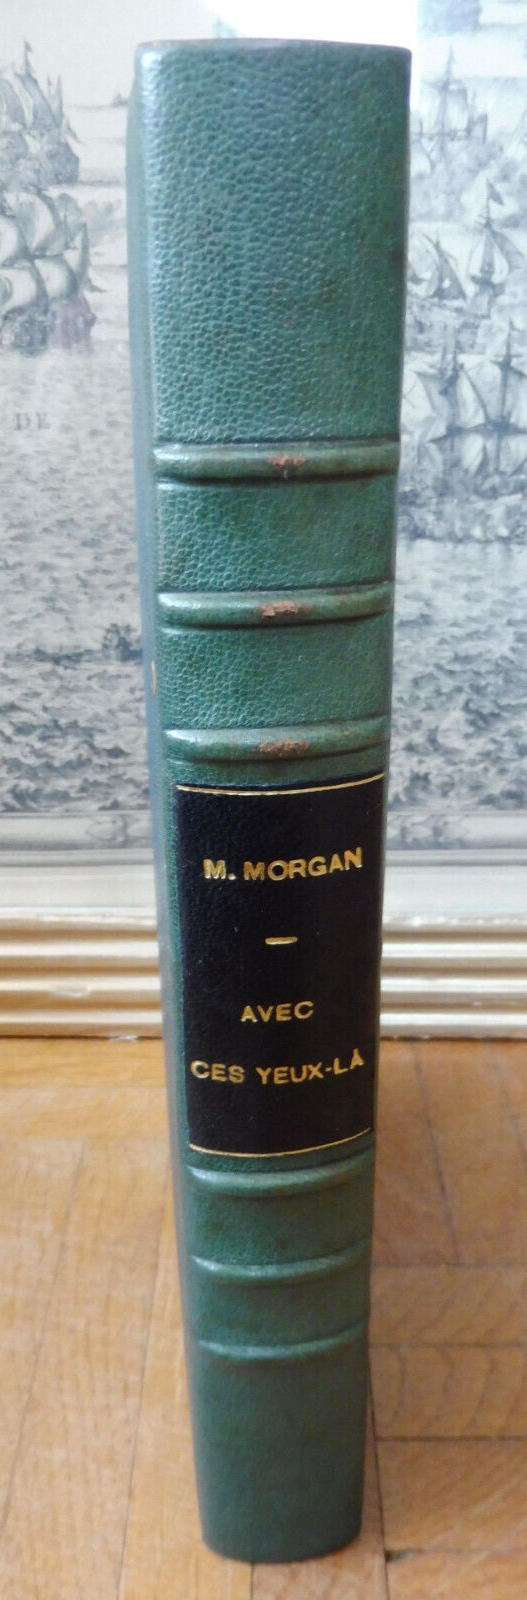 DE
M. MORGAN
—
AVEC
CES YEUX-LÀ